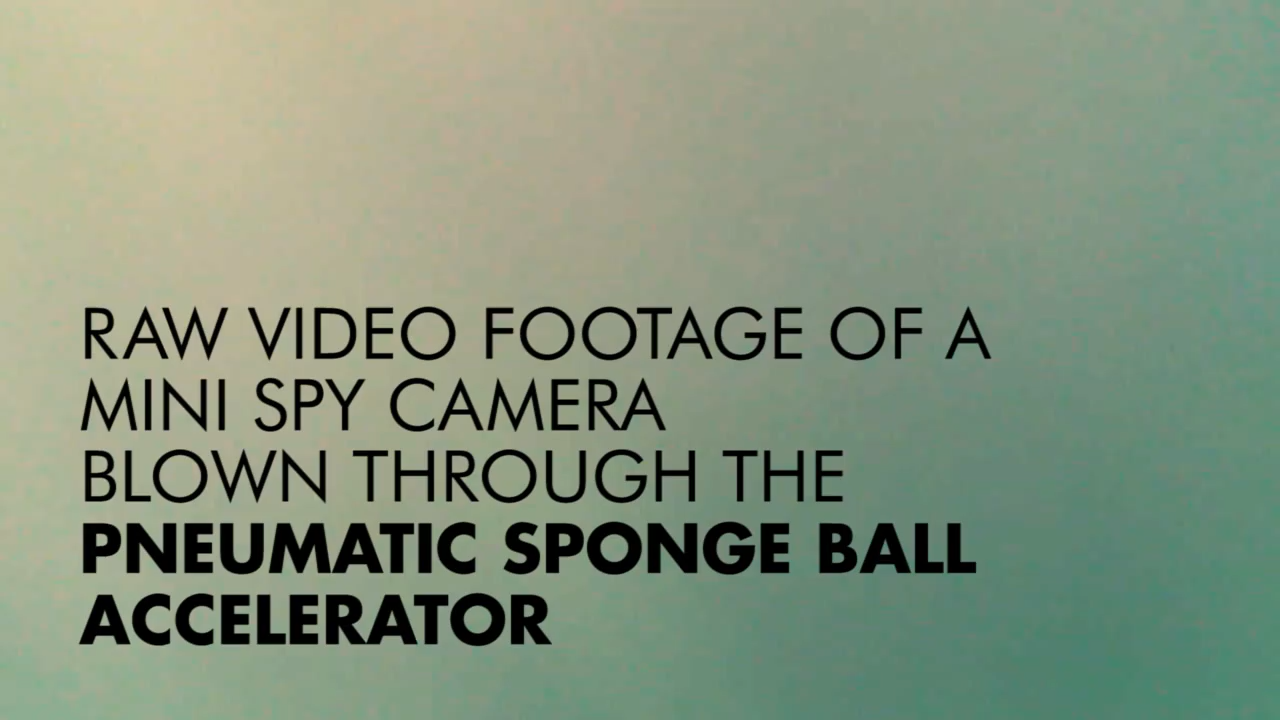 RAW VIDEO FOOTAGE OF A
MINI SPY CAMERA
BLOWN THROUGH THE
PNEUMATIC SPONGE BALL
ACCELERATOR